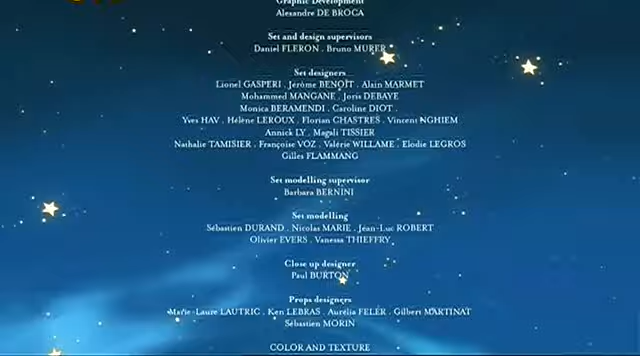 Graphic Development
Alexandre DE BROCA
Set and design supervisors
Daniel FLERON . Bruno MURER
Set designers
Lionel GASPERI . Jérôme BENOÎT . Alain MARMET
Mohammed MANGANE . Joris DEBAYE
Monica BERAMENDI . Caroline DIOT .
Yves HAV . Hélène LEROUX . Florian CHASTRES . Vincent NGHIEM
Annick LY . Magali TISSIER
Nathalie TAMISIER . Françoise VOZ . Valérie WILLAME . Elodie LEGROS
Gilles FLAMMANG
Set modelling supervisor
Barbara BERNINI
Set modelling
Sébastien DURAND . Nicolas MARIE . Jean-Luc ROBERT
Olivier EVERS . Vanessa THIEFFRY
Close up designer
Paul BURTON
Props designers
Marie-Laure LAUTRIC . Ken LEBRAS . Aurélia FELER . Gilbert MARTINAT
Sébastien MORIN
COLOR AND TEXTURE